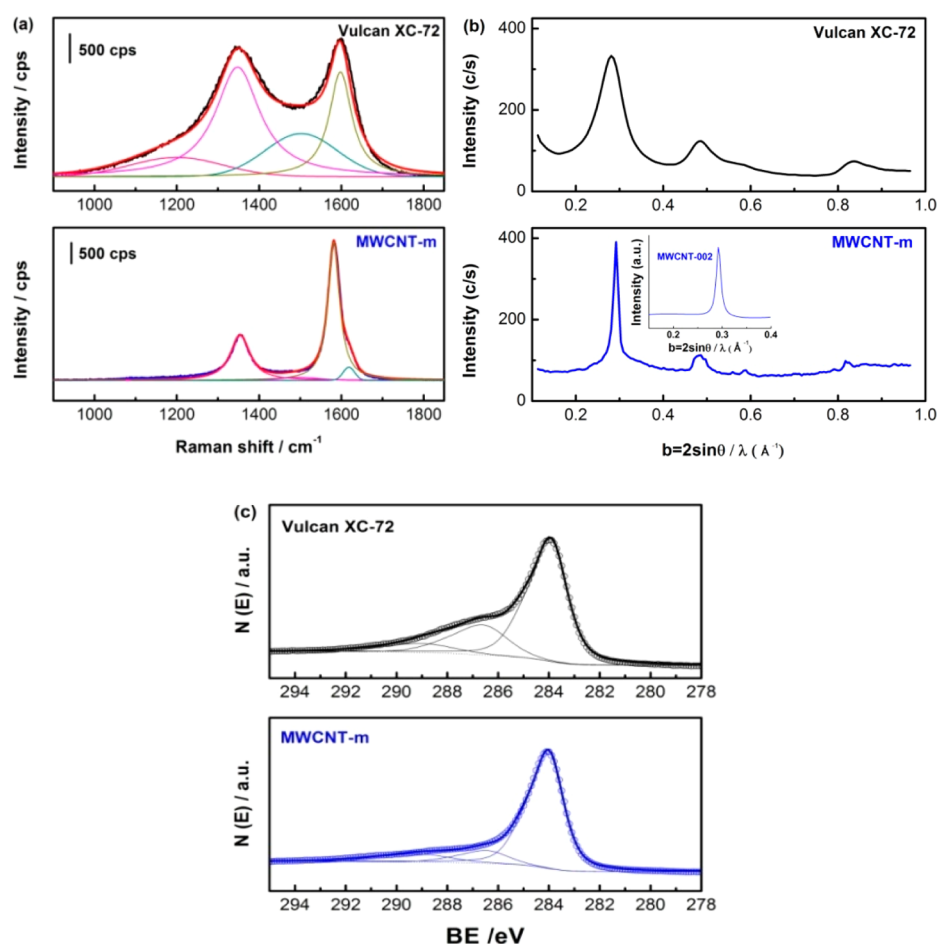 (a)
Vulcan XC-72
500 cps
Intensity / cps
1000 1200 1400 1600 1800
MWCNT-m
500 cps
Intensity / cps
1000 1200 1400 1600 1800
Raman shift / cm⁻¹
(b)
Vulcan XC-72
Intensity (c/s)
400
200
0
0.2 0.4 0.6 0.8 1.0
MWCNT-m
Intensity (c/s)
400
200
0
MWCNT-002
Intensity (a.u.)
0.2 0.3 0.4
b=2sinθ / λ ( Å⁻¹)
0.2 0.4 0.6 0.8 1.0
b=2sinθ / λ ( Å⁻¹)
(c)
Vulcan XC-72
N (E) / a.u.
294 292 290 288 286 284 282 280 278
MWCNT-m
N (E) / a.u.
294 292 290 288 286 284 282 280 278
BE /eV